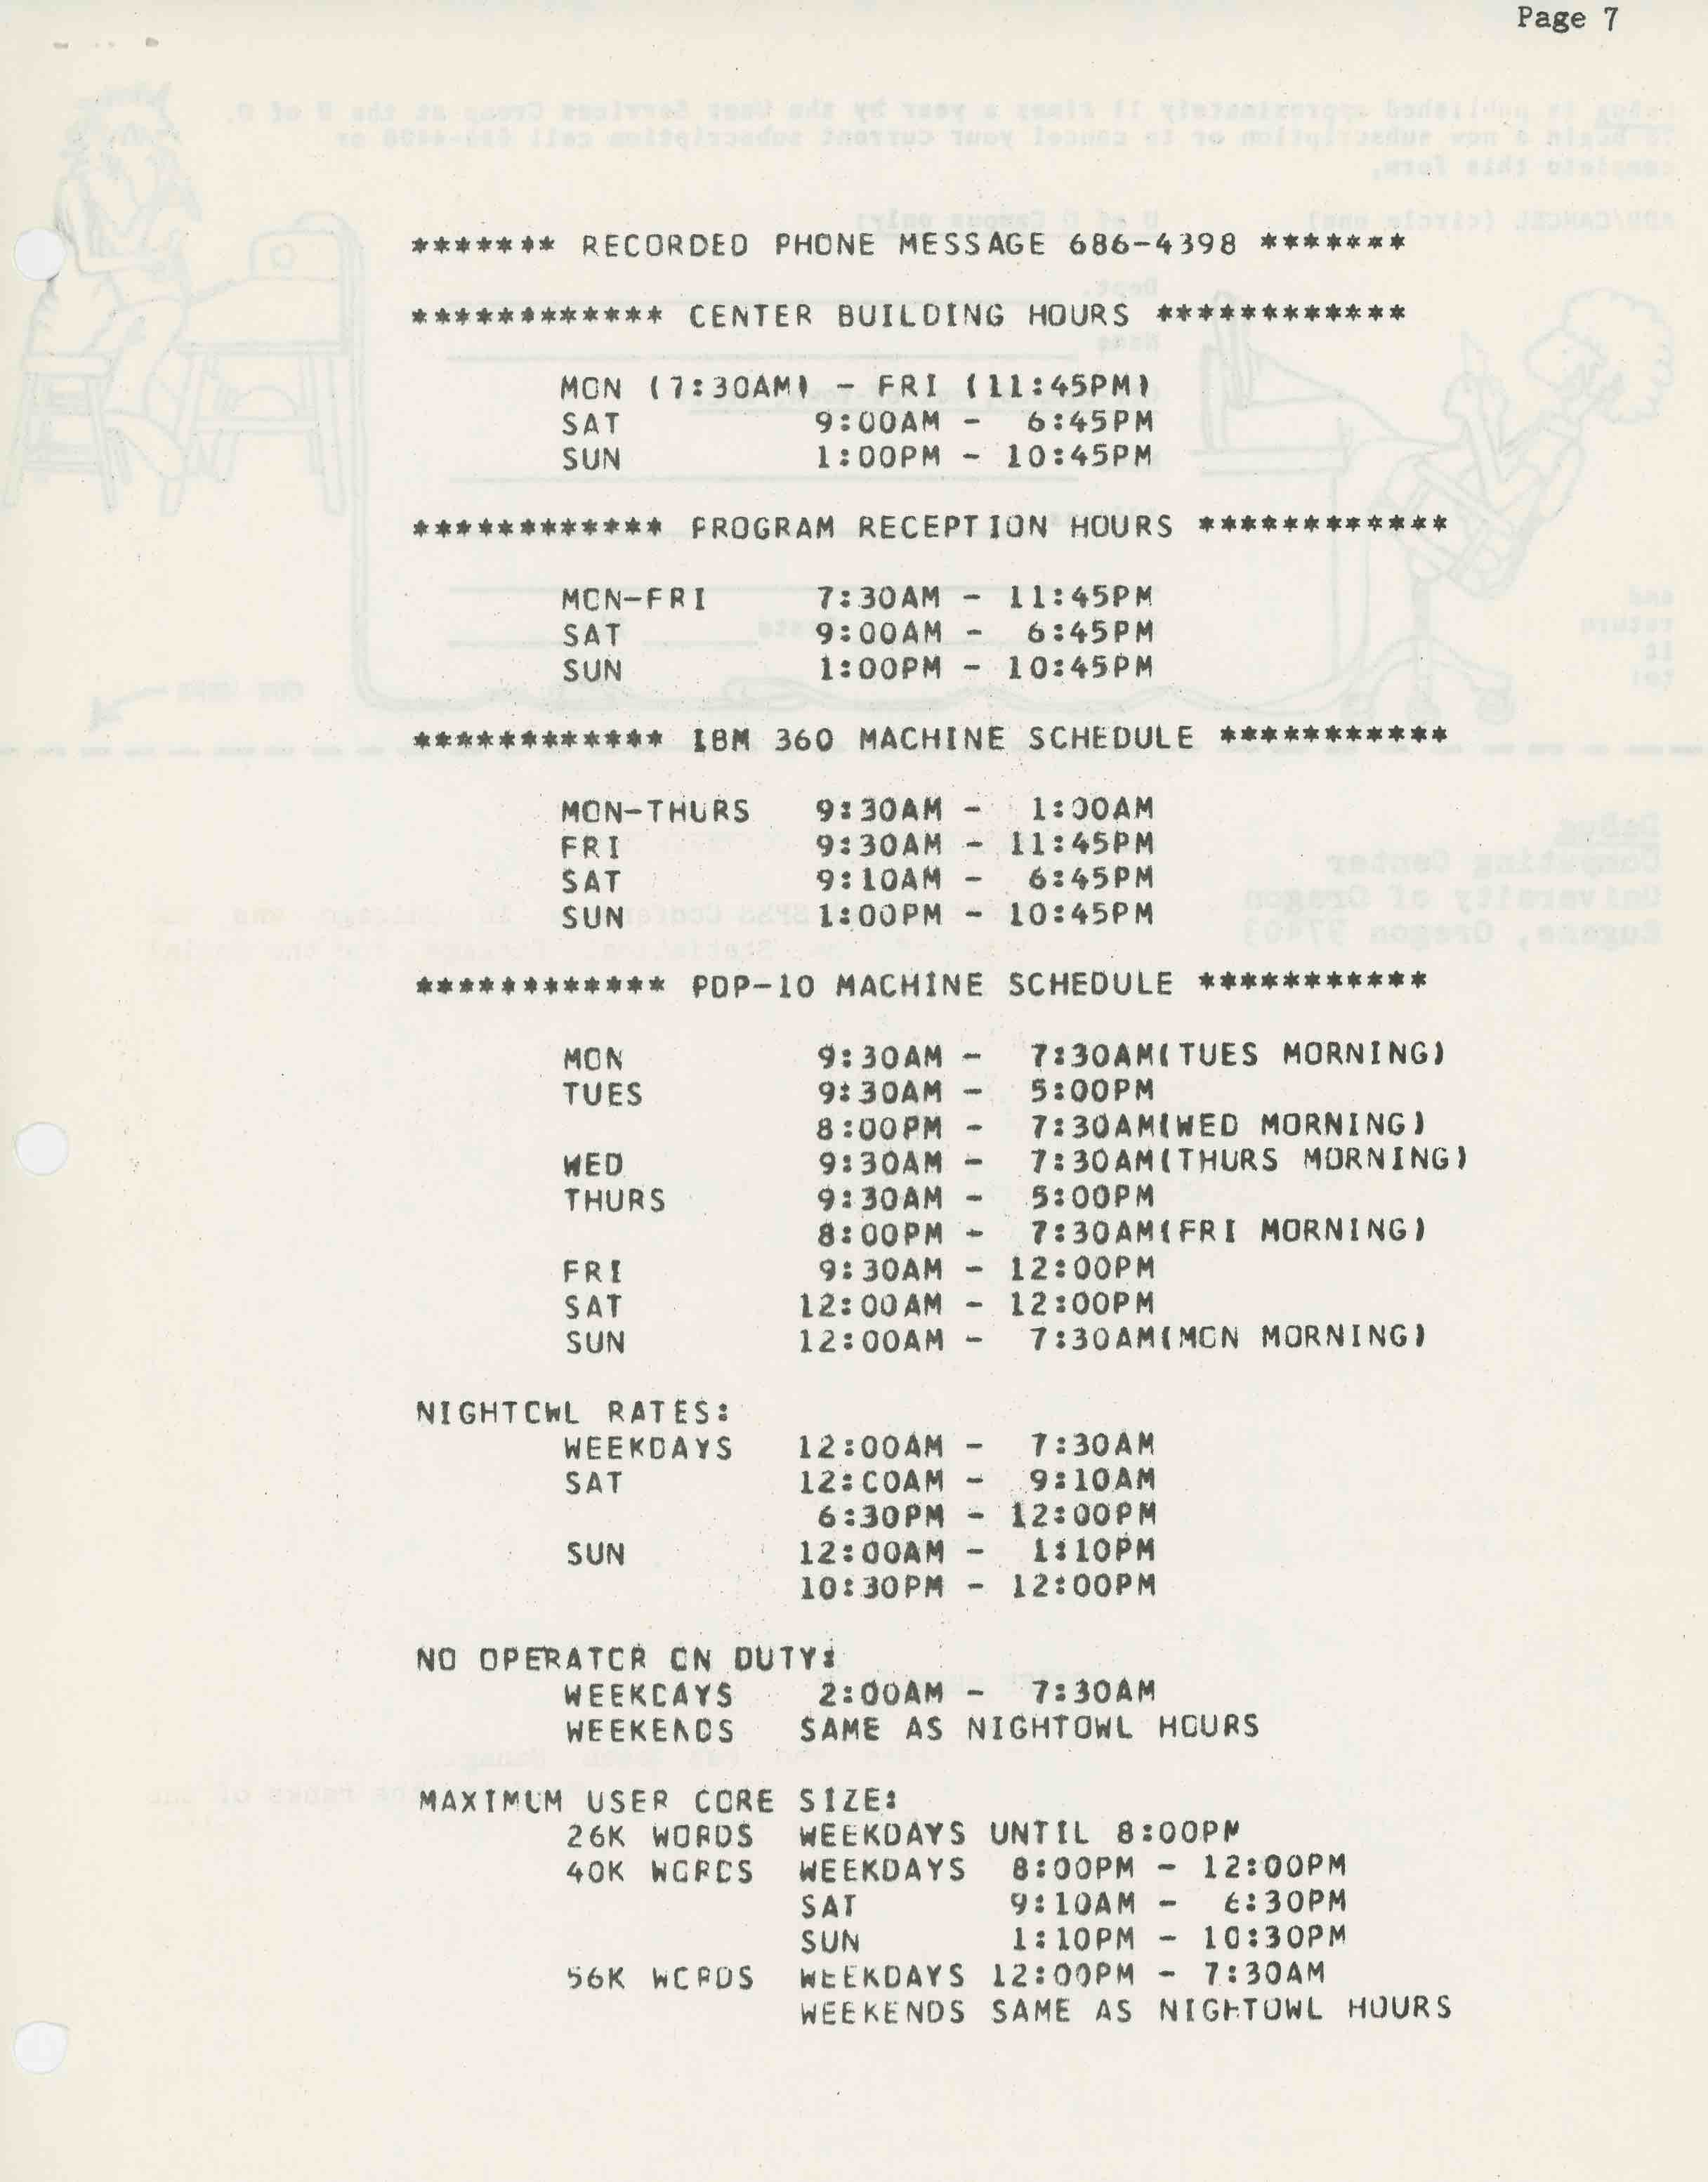 Page 7
******* RECORDED PHONE MESSAGE 686-4398 *******
************ CENTER BUILDING HOURS ************
MON (7:30AM) - FRI (11:45PM)
SAT 9:00AM - 6:45PM
SUN 1:00PM - 10:45PM
************ PROGRAM RECEPTION HOURS ************
MON-FRI 7:30AM - 11:45PM
SAT 9:00AM - 6:45PM
SUN 1:00PM - 10:45PM
************ IBM 360 MACHINE SCHEDULE ***********
MON-THURS 9:30AM - 1:00AM
FRI 9:30AM - 11:45PM
SAT 9:10AM - 6:45PM
SUN 1:00PM - 10:45PM
************ PDP-10 MACHINE SCHEDULE ***********
MON 9:30AM - 7:30AM(TUES MORNING)
TUES 9:30AM - 5:00PM
8:00PM - 7:30AM(WED MORNING)
WED 9:30AM - 7:30AM(THURS MORNING)
THURS 9:30AM - 5:00PM
8:00PM - 7:30AM(FRI MORNING)
FRI 9:30AM - 12:00PM
SAT 12:00AM - 12:00PM
SUN 12:00AM - 7:30AM(MON MORNING)
NIGHTOWL RATES:
WEEKDAYS 12:00AM - 7:30AM
SAT 12:00AM - 9:10AM
6:30PM - 12:00PM
SUN 12:00AM - 1:10PM
10:30PM - 12:00PM
NO OPERATOR ON DUTY:
WEEKDAYS 2:00AM - 7:30AM
WEEKENDS SAME AS NIGHTOWL HOURS
MAXIMUM USER CORE SIZE:
26K WORDS WEEKDAYS UNTIL 8:00PM
40K WORDS WEEKDAYS 8:00PM - 12:00PM
SAT 9:10AM - 6:30PM
SUN 1:10PM - 10:30PM
56K WORDS WEEKDAYS 12:00PM - 7:30AM
WEEKENDS SAME AS NIGHTOWL HOURS